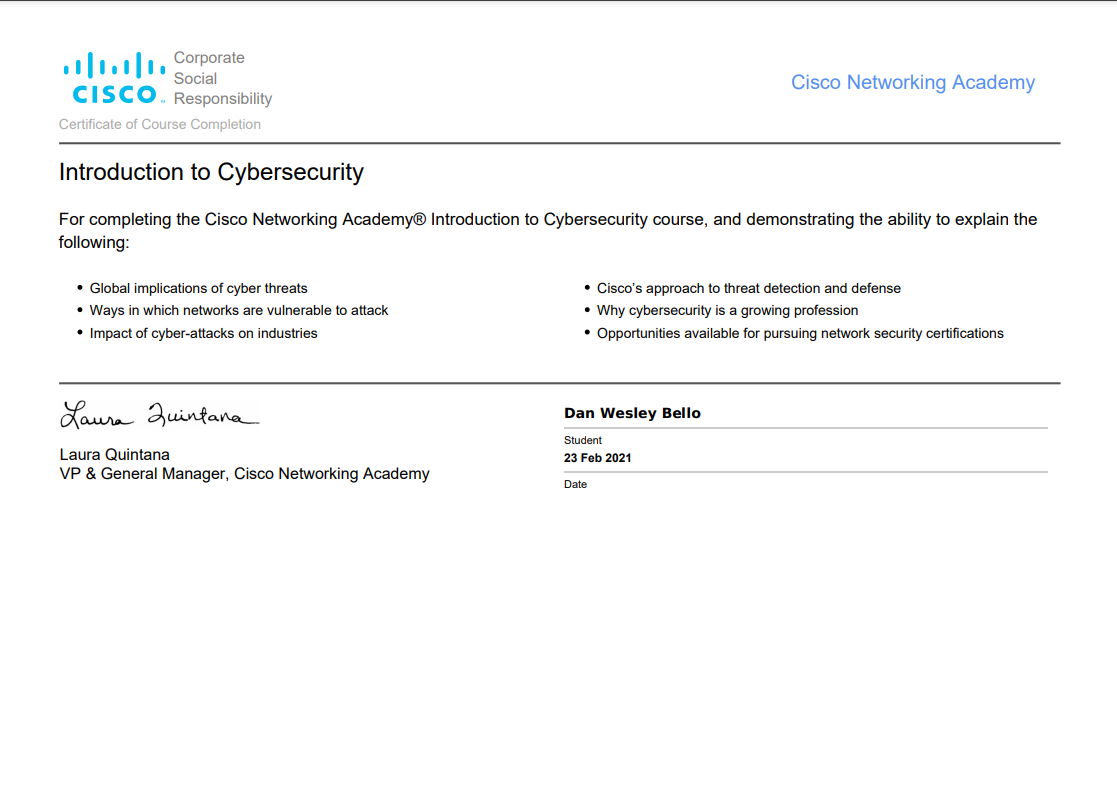 CISCO
Corporate
Social
Responsibility
Cisco Networking Academy
Certificate of Course Completion
Introduction to Cybersecurity
For completing the Cisco Networking Academy® Introduction to Cybersecurity course, and demonstrating the ability to explain the
following:
• Global implications of cyber threats
• Ways in which networks are vulnerable to attack
• Impact of cyber-attacks on industries
• Cisco’s approach to threat detection and defense
• Why cybersecurity is a growing profession
• Opportunities available for pursuing network security certifications
Laura Quintana
Laura Quintana
VP & General Manager, Cisco Networking Academy
Dan Wesley Bello
Student
23 Feb 2021
Date